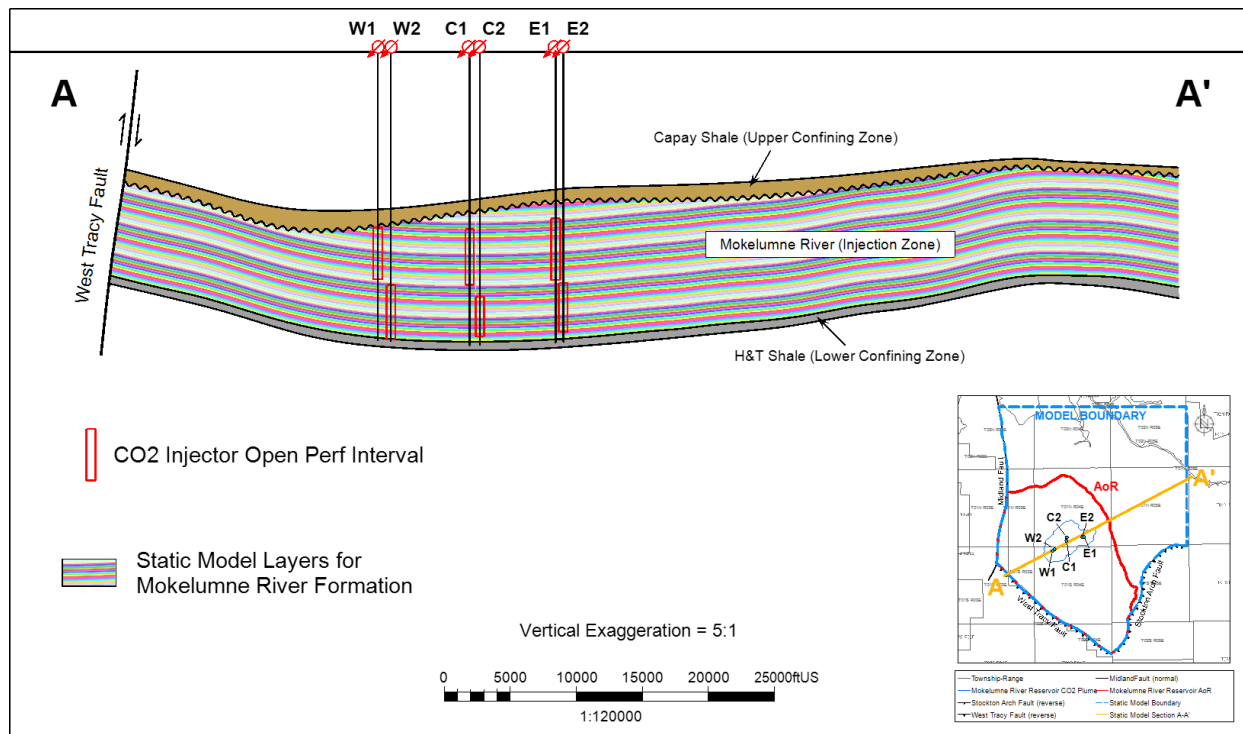 W1 W2 C1 C2 E1 E2
A
A'
Capay Shale (Upper Confining Zone)
West Tracy Fault
Mokelumne River (Injection Zone)
H&T Shale (Lower Confining Zone)
CO2 Injector Open Perf Interval
Static Model Layers for
Mokelumne River Formation
Vertical Exaggeration = 5:1
0 5000 10000 15000 20000 25000ftUS
1:120000
MODEL BOUNDARY
Midland Fault
AoR
A'
C2 E2
W2
E1
W1 C1
A
West Tracy Fault
Stockton Arch Fault
Township-Range
MidlandFault (normal)
Mokelumne River Reservoir CO2 Plume
Mokelumne River Reservoir AoR
Stockton Arch Fault (reverse)
Static Model Boundary
West Tracy Fault (reverse)
Static Model Section A-A'